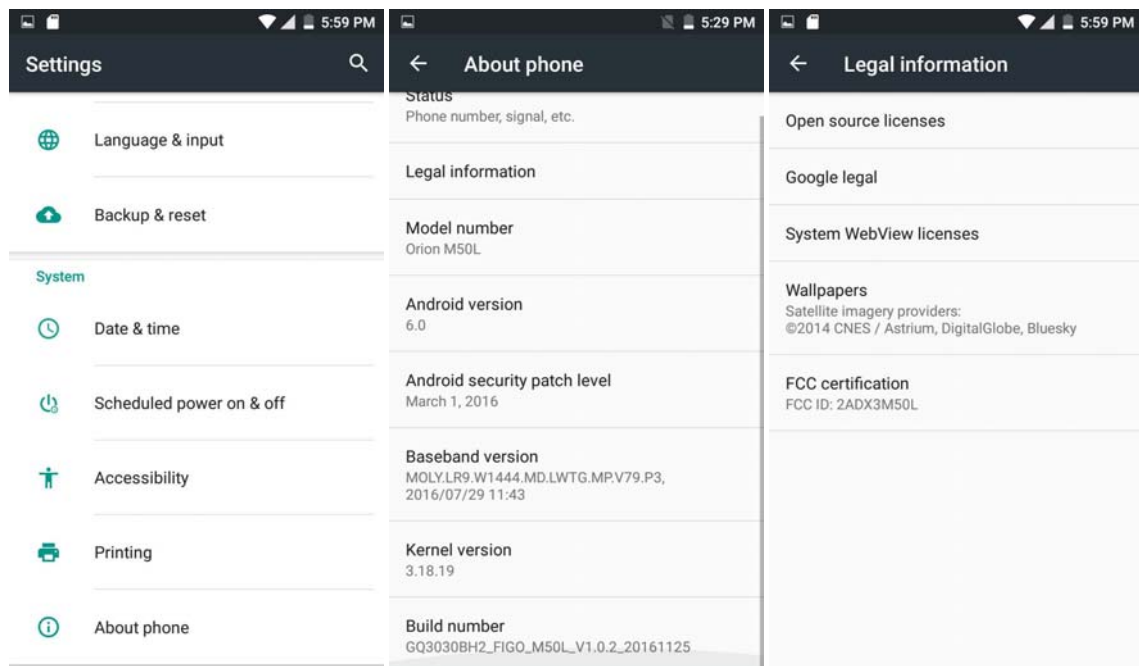 5:59 PM
Settings
Language & input
Backup & reset
System
Date & time
Scheduled power on & off
Accessibility
Printing
About phone
5:29 PM
About phone
Status
Phone number, signal, etc.
Legal information
Model number
Orion M50L
Android version
6.0
Android security patch level
March 1, 2016
Baseband version
MOLY.LR9.W1444.MD.LWTG.MP.V79.P3,
2016/07/29 11:43
Kernel version
3.18.19
Build number
GQ3030BH2_FIGO_M50L_V1.0.2_20161125
5:59 PM
Legal information
Open source licenses
Google legal
System WebView licenses
Wallpapers
Satellite imagery providers:
©2014 CNES / Astrium, DigitalGlobe, Bluesky
FCC certification
FCC ID: 2ADX3M50L